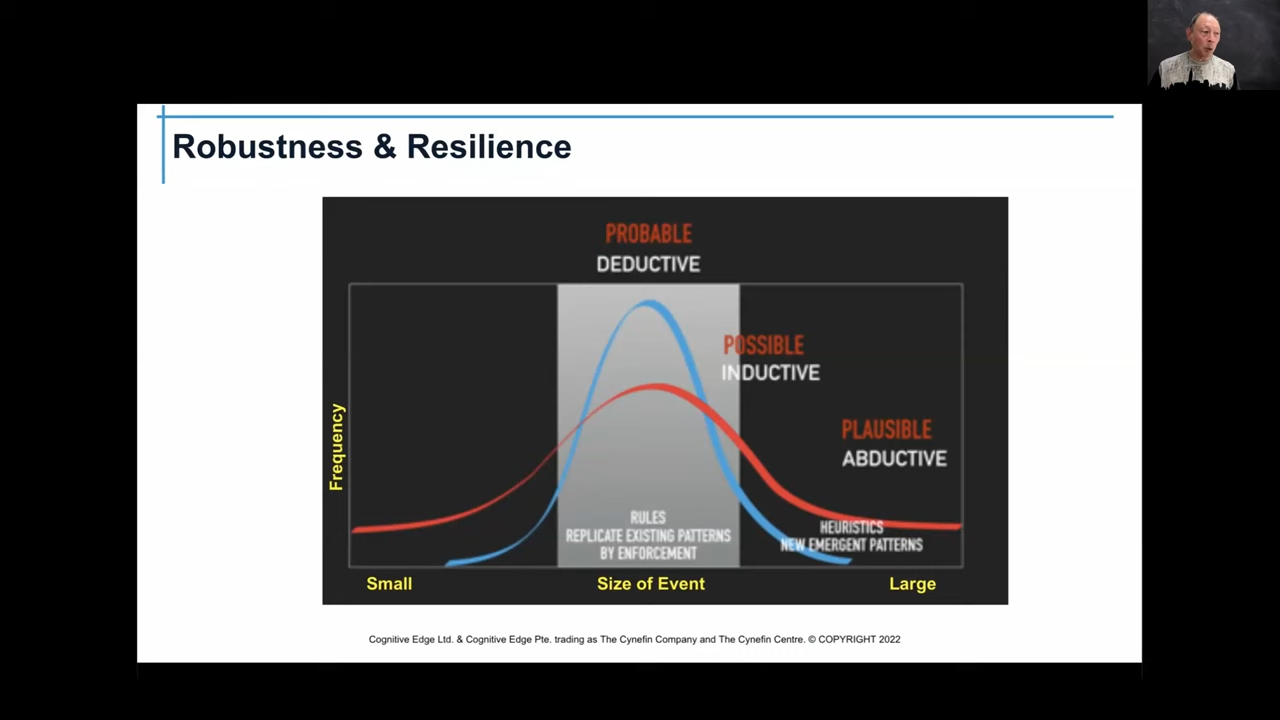 Robustness & Resilience
PROBABLE
DEDUCTIVE
POSSIBLE
INDUCTIVE
PLAUSIBLE
ABDUCTIVE
Frequency
RULES
REPLICATE EXISTING PATTERNS
BY ENFORCEMENT
HEURISTICS
NEW EMERGENT PATTERNS
Small
Size of Event
Large
Cognitive Edge Ltd. & Cognitive Edge Pte. trading as The Cynefin Company and The Cynefin Centre. © COPYRIGHT 2022